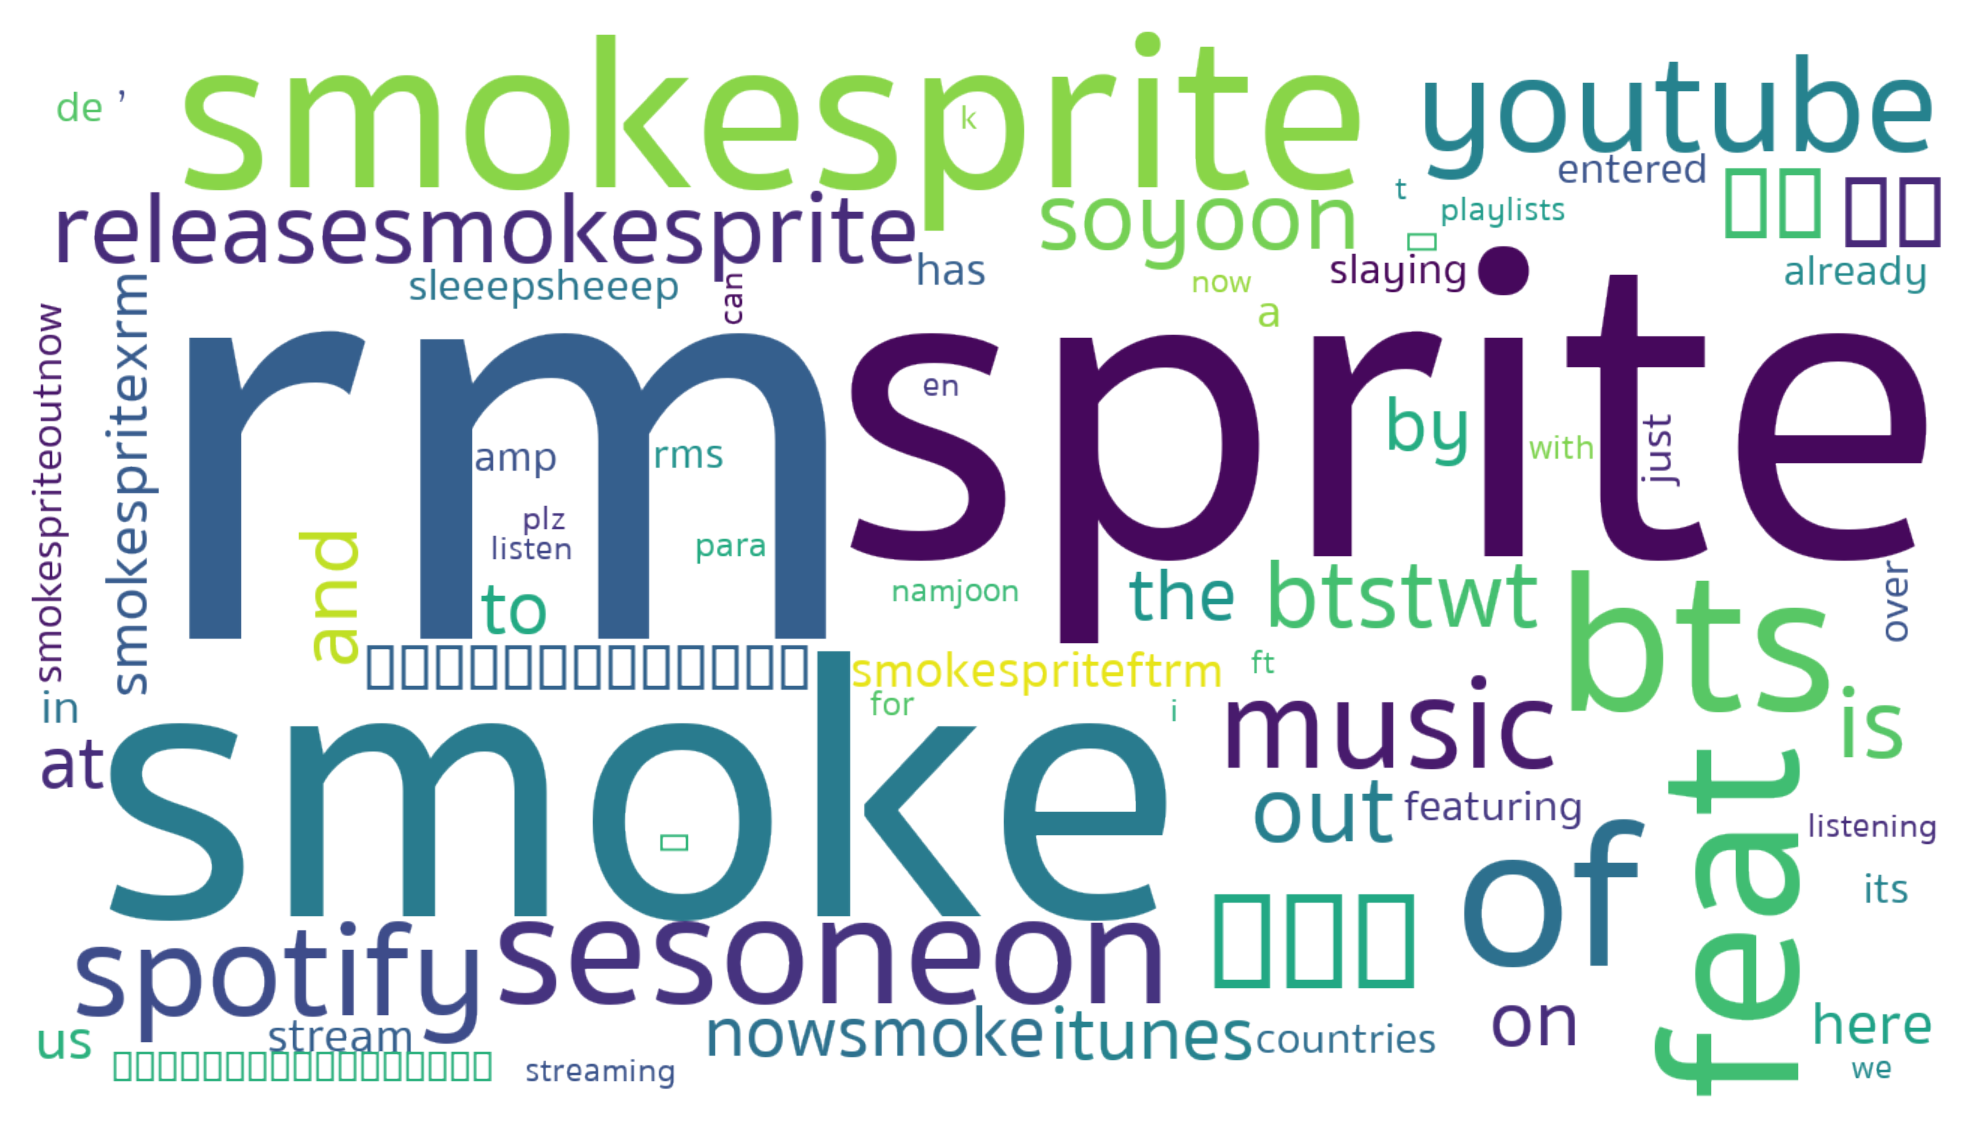 smokesprite
youtube
de ’
k
entered
releasesmokesprite
soyoon
t
playlists
sleeepsheeep
has
can
now
a
slaying
already
smokespriteoutnow
smokespritexrm
rm
sprite
en
by
with
just
amp
rms
plz
listen
para
and
to
namjoon
the
btstwt
bts
over
smokespriteftrm
ft
in
for
i
at
smoke
music
is
out
featuring
feat
listening
of
its
spotify
sesoneon
us
stream
nowsmoke
itunes
countries
on
here
streaming
we